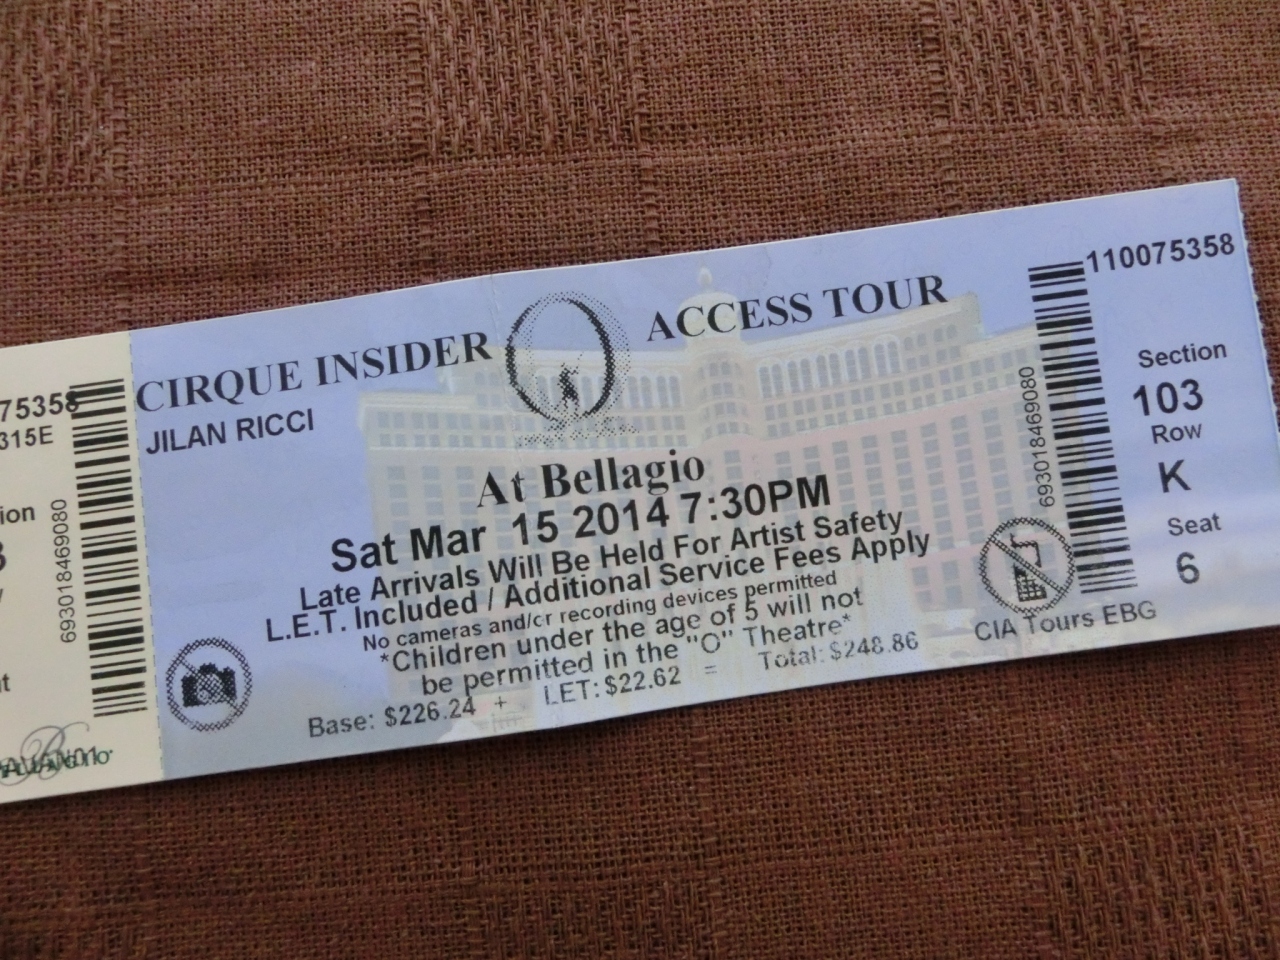 75358
315E
ion
693018469080
CIRQUE INSIDER O ACCESS TOUR
JILAN RICCI
At Bellagio
Sat Mar 15 2014 7:30PM
Late Arrivals Will Be Held For Artist Safety
L.E.T. Included / Additional Service Fees Apply
No cameras and/or recording devices permitted
*Children under the age of 5 will not
be permitted in the "O" Theatre*
Base: $226.24 + LET: $22.62 = Total: $248.86
693018469080
110075358
Section
103
Row
K
Seat
6
CIA Tours EBG